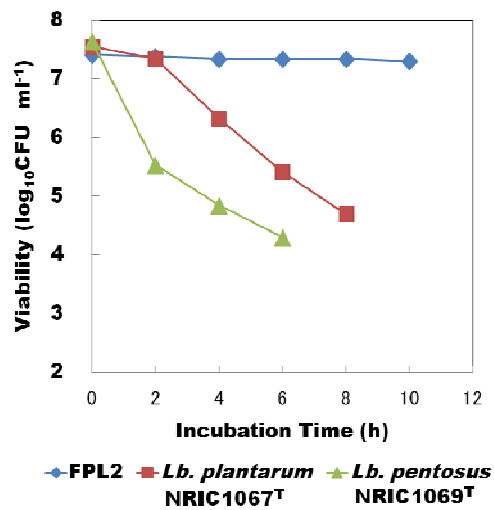 8
7
6
5
4
3
2
Viability (log₁₀CFU ml⁻¹)
0 2 4 6 8 10 12
Incubation Time (h)
FPL2 Lb. plantarum Lb. pentosus
NRIC1067ᵀ NRIC1069ᵀ